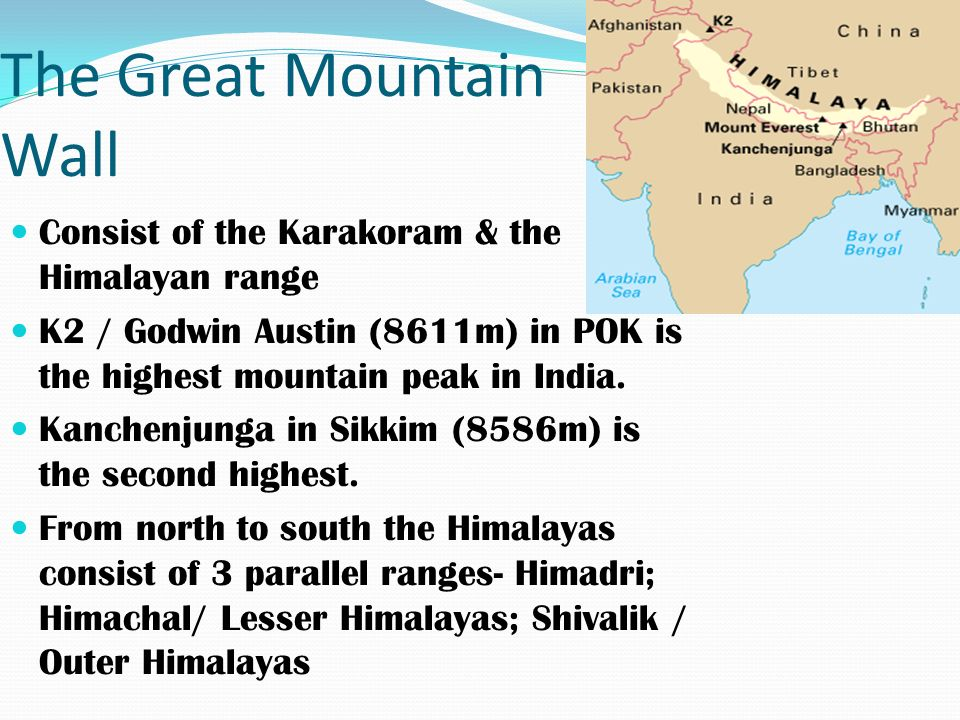 The Great Mountain
Wall
Consist of the Karakoram & the
Himalayan range
K2 / Godwin Austin (8611m) in POK is
the highest mountain peak in India.
Kanchenjunga in Sikkim (8586m) is
the second highest.
From north to south the Himalayas
consist of 3 parallel ranges- Himadri;
Himachal/ Lesser Himalayas; Shivalik /
Outer Himalayas
Afghanistan
K2
China
HIMALAYA
Tibet
Pakistan
Nepal
Mount Everest
Bhutan
Kanchenjunga
Bangladesh
India
Myanmar
Bay of
Bengal
Arabian
Sea